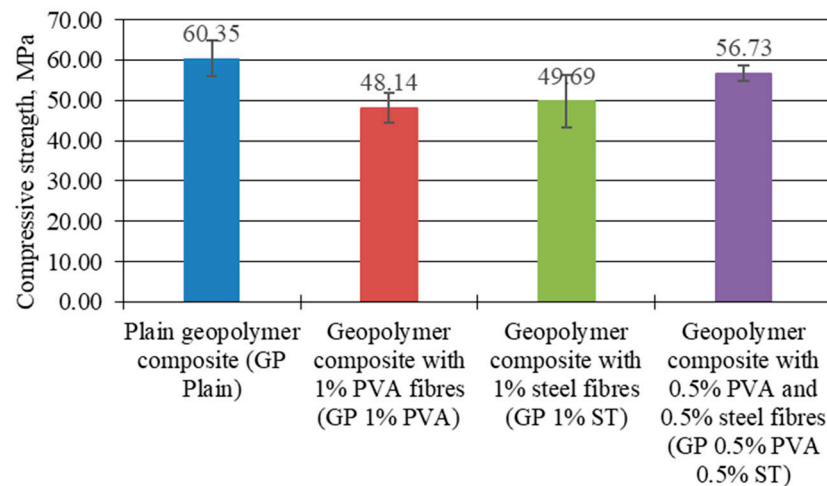 Compressive strength, MPa
70.00
60.00
50.00
40.00
30.00
20.00
10.00
0.00
60.35
48.14
49.69
56.73
Plain geopolymer
composite (GP
Plain)
Geopolymer
composite with
1% PVA fibres
(GP 1% PVA)
Geopolymer
composite with
1% steel fibres
(GP 1% ST)
Geopolymer
composite with
0.5% PVA and
0.5% steel fibres
(GP 0.5% PVA
0.5% ST)